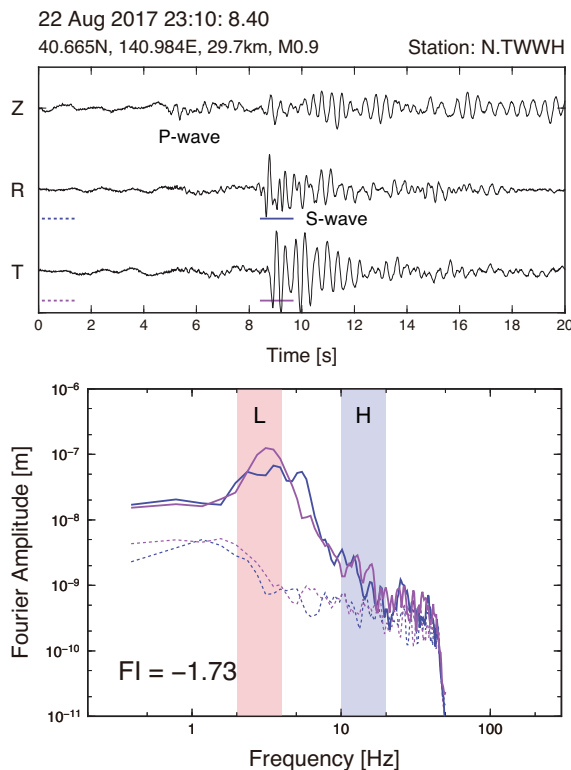 22 Aug 2017 23:10: 8.40
40.665N, 140.984E, 29.7km, M0.9 Station: N.TWWH
Z
P-wave
R
S-wave
T
0 2 4 6 8 10 12 14 16 18 20
Time [s]
10⁻⁶
L H
10⁻⁷
10⁻⁸
10⁻⁹
10⁻¹⁰
FI = −1.73
10⁻¹¹
Fourier Amplitude [m]
1 10 100
Frequency [Hz]